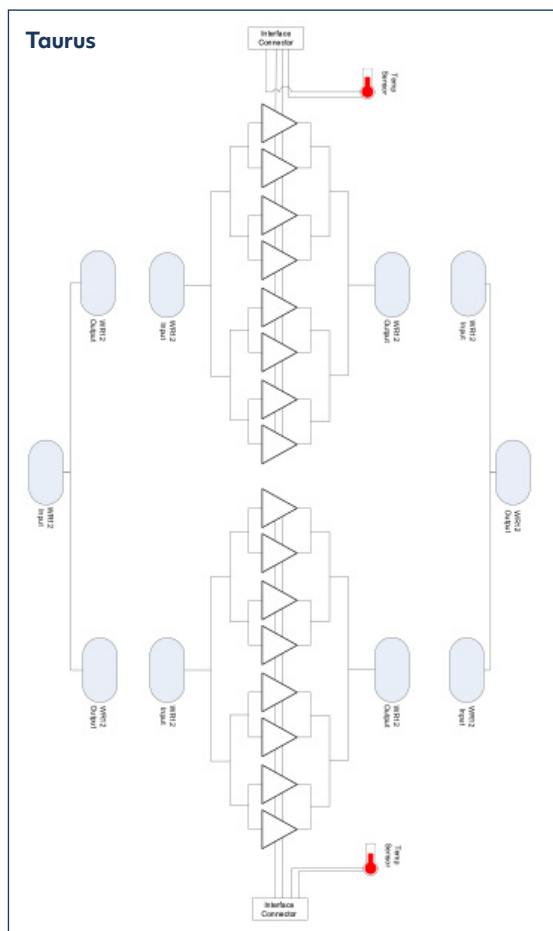 Taurus
Interface
Connector
Temp
Sensor
WR12
Output
WR12
Input
WR12
Output
WR12
Input
WR12
Input
WR12
Output
WR12
Output
WR12
Input
WR12
Output
WR12
Input
Temp
Sensor
Interface
Connector